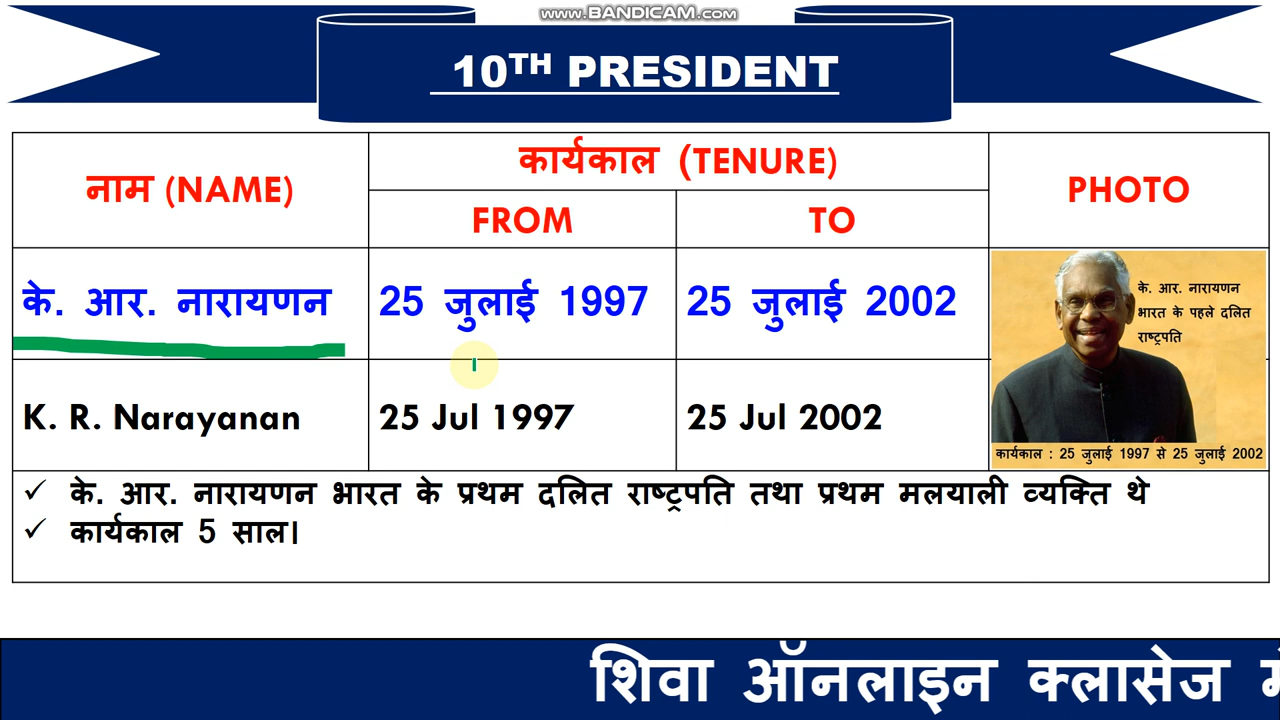 www.BANDICAM.com
10TH PRESIDENT
नाम (NAME)
कार्यकाल (TENURE)
PHOTO
FROM
TO
के. आर. नारायणन
25 जुलाई 1997
25 जुलाई 2002
के. आर. नारायणन
भारत के पहले दलित
राष्ट्रपति
कार्यकाल : 25 जुलाई 1997 से 25 जुलाई 2002
K. R. Narayanan
25 Jul 1997
25 Jul 2002
✓ के. आर. नारायणन भारत के प्रथम दलित राष्ट्रपति तथा प्रथम मलयाली व्यक्ति थे
✓ कार्यकाल 5 साल।
शिवा ऑनलाइन क्लासेज